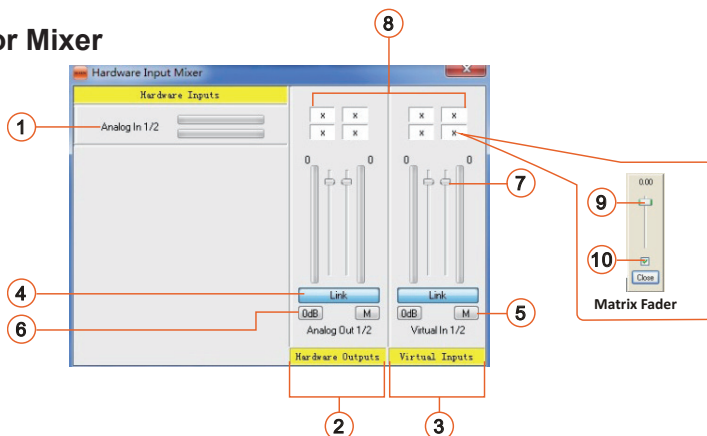 or Mixer
8
Hardware Input Mixer
x
Hardware Inputs
1
Analog In 1/2
x x x x
x x x x
0 0 0 0
7
0.00
9
10
Close
Matrix Fader
4
Link Link
6
0dB M 0dB M
5
Analog Out 1/2 Virtual In 1/2
Hardware Outputs Virtual Inputs
2 3